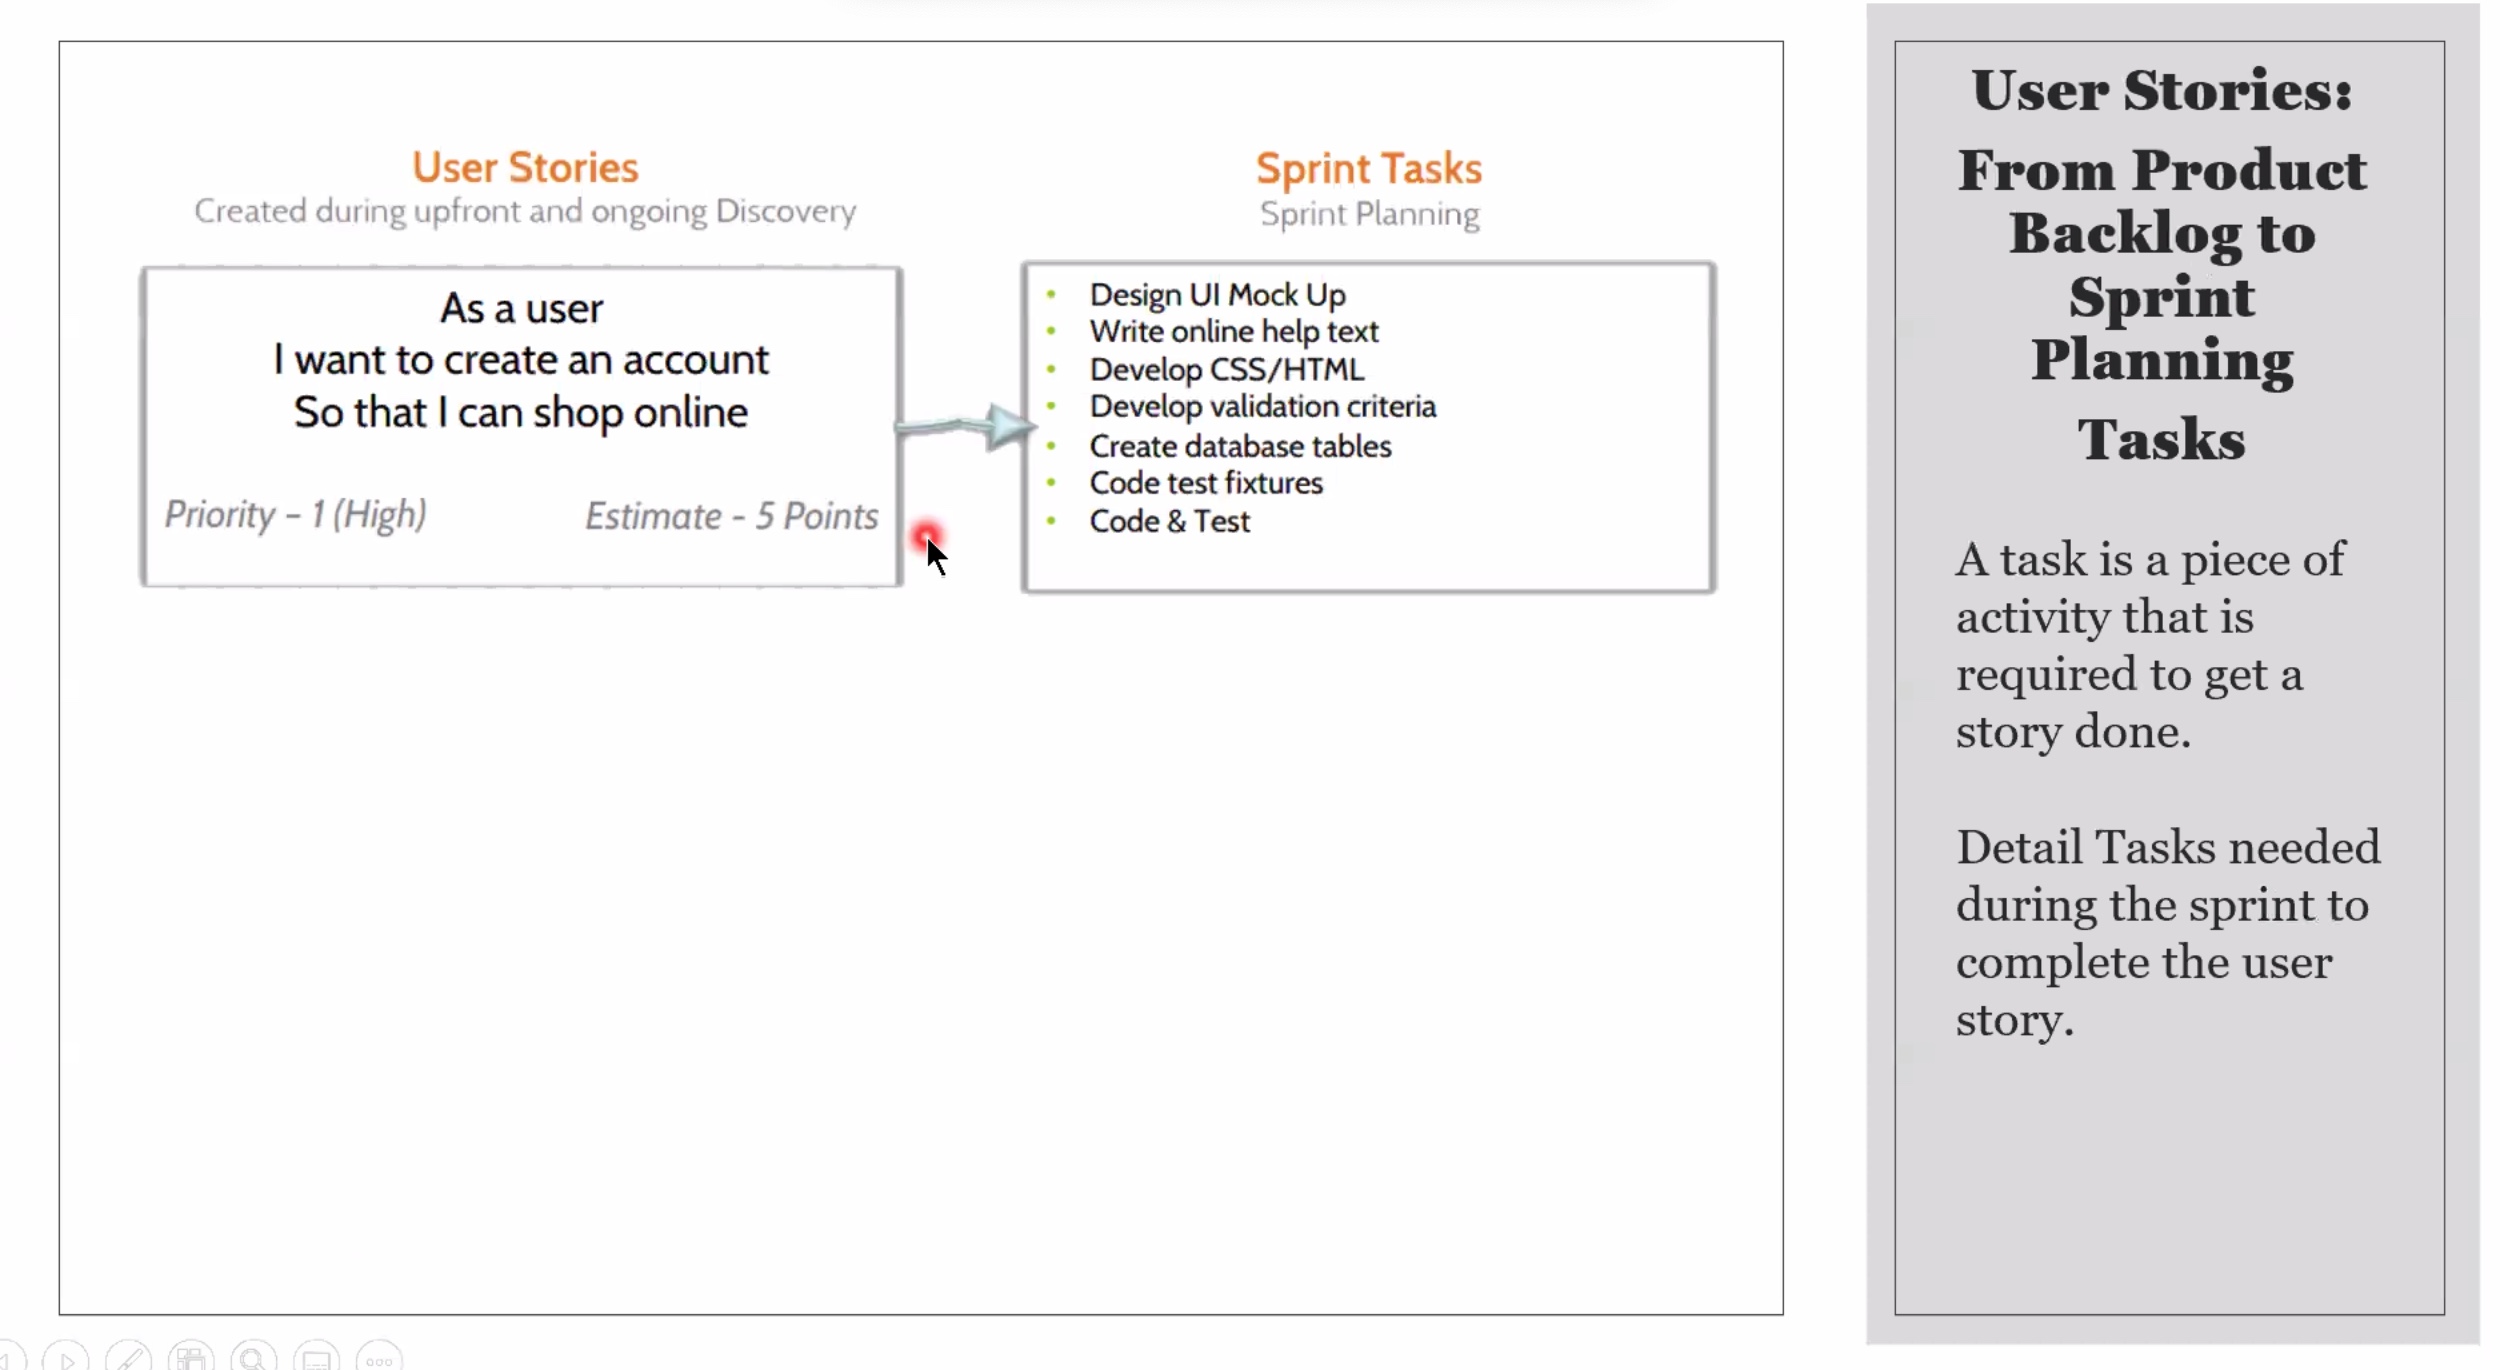 User Stories
Created during upfront and ongoing Discovery
As a user
I want to create an account
So that I can shop online
Priority – 1 (High)
Estimate - 5 Points
Sprint Tasks
Sprint Planning
• Design UI Mock Up
• Write online help text
• Develop CSS/HTML
• Develop validation criteria
• Create database tables
• Code test fixtures
• Code & Test
User Stories:
From Product
Backlog to
Sprint
Planning
Tasks
A task is a piece of
activity that is
required to get a
story done.
Detail Tasks needed
during the sprint to
complete the user
story.